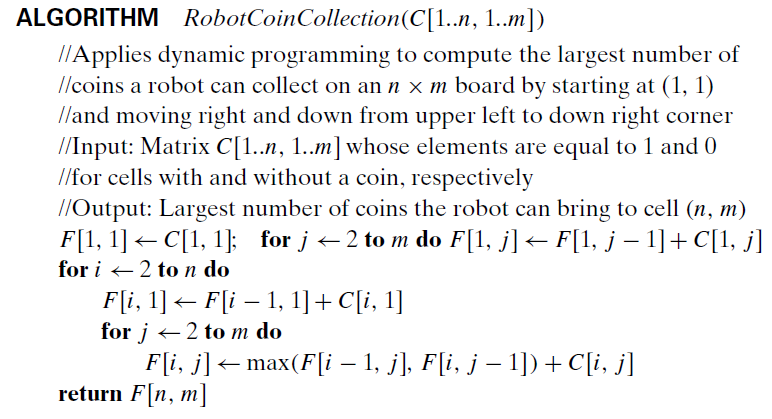 ALGORITHM RobotCoinCollection(C[1..n, 1..m])
//Applies dynamic programming to compute the largest number of
//coins a robot can collect on an n × m board by starting at (1, 1)
//and moving right and down from upper left to down right corner
//Input: Matrix C[1..n, 1..m] whose elements are equal to 1 and 0
//for cells with and without a coin, respectively
//Output: Largest number of coins the robot can bring to cell (n, m)
F[1, 1] ← C[1, 1]; for j ← 2 to m do F[1, j] ← F[1, j − 1] + C[1, j]
for i ← 2 to n do
F[i, 1] ← F[i − 1, 1] + C[i, 1]
for j ← 2 to m do
F[i, j] ← max(F[i − 1, j], F[i, j − 1]) + C[i, j]
return F[n, m]